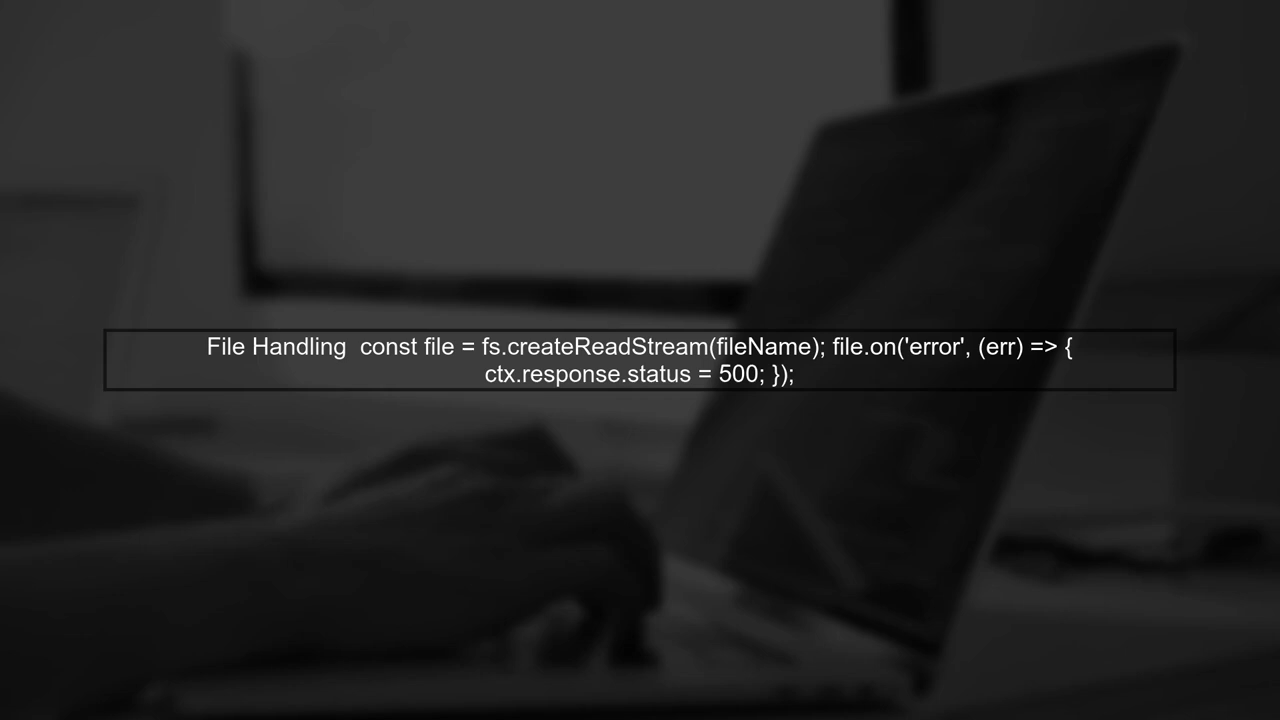 File Handling  const file = fs.createReadStream(fileName); file.on('error', (err) => {
ctx.response.status = 500; });